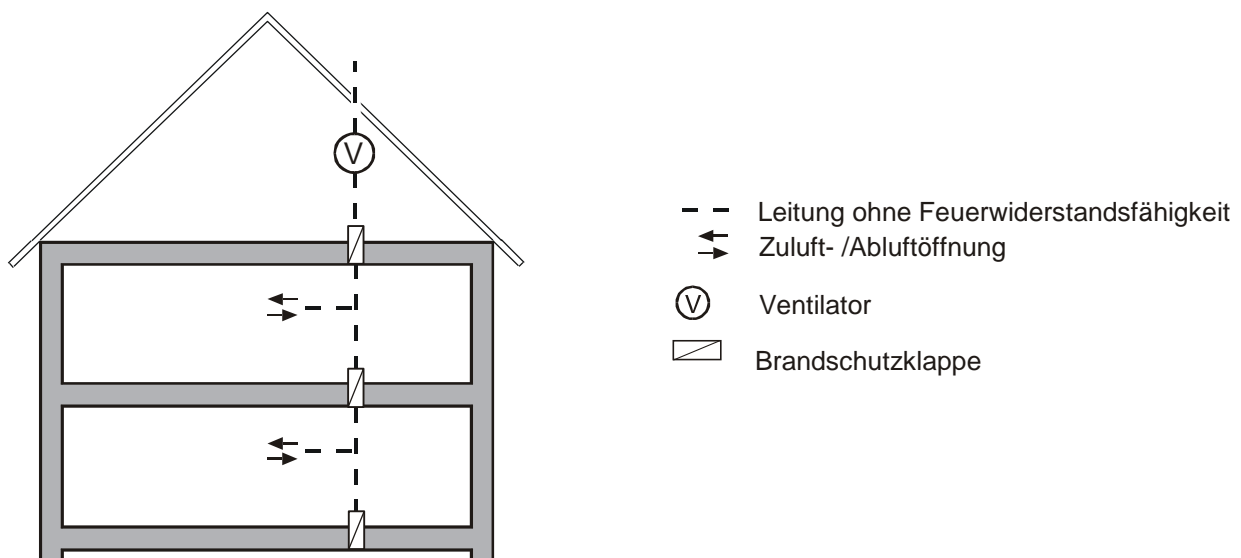 V
Leitung ohne Feuerwiderstandsfähigkeit
Zuluft- /Abluftöffnung
V
Ventilator
Brandschutzklappe